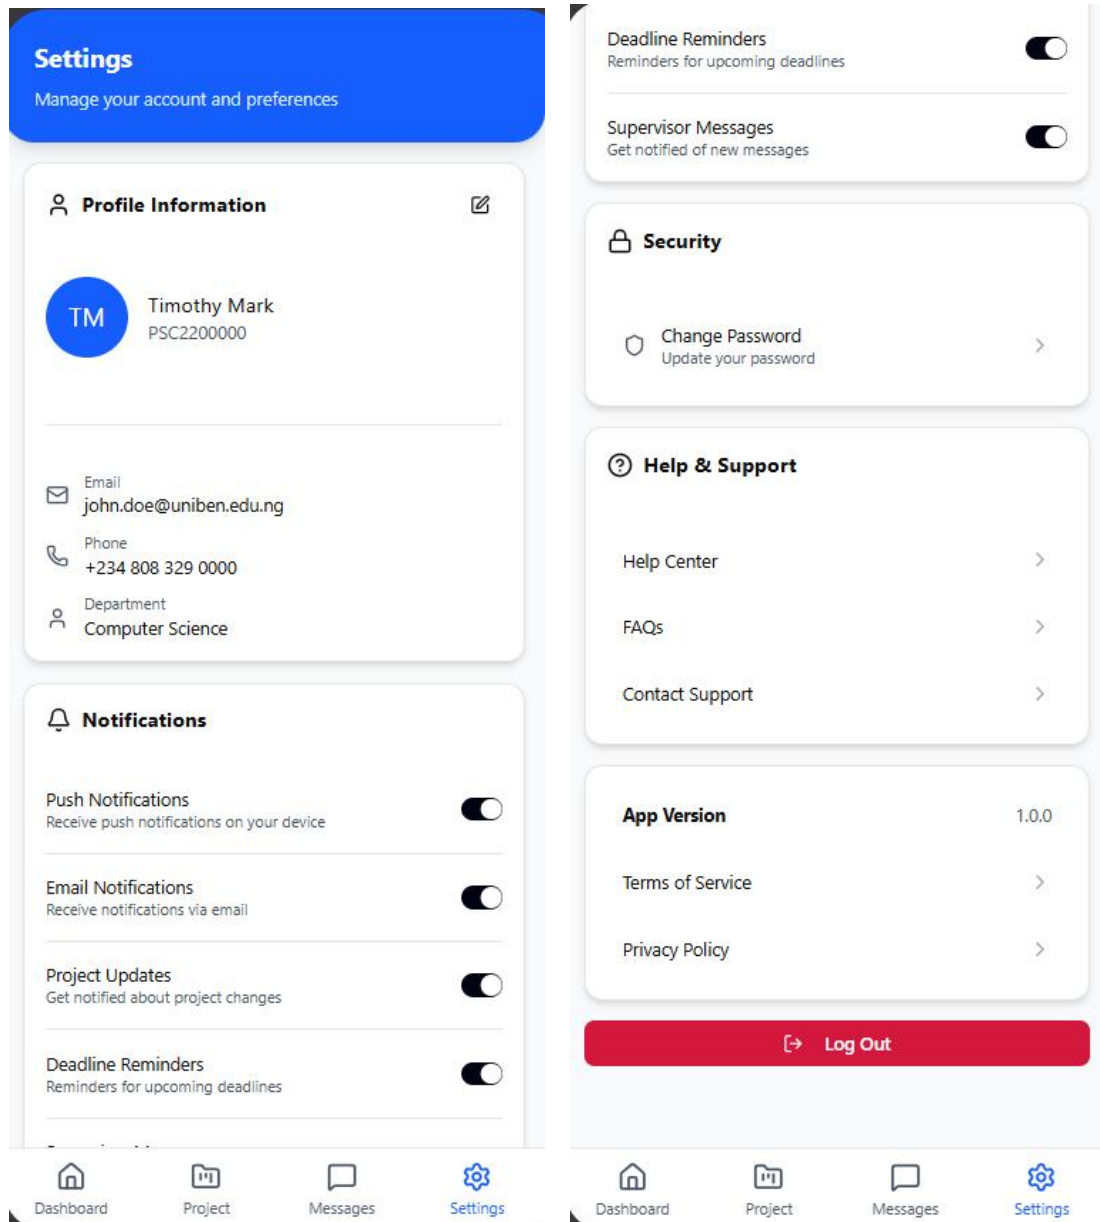 Settings
Manage your account and preferences
Profile Information
TM
Timothy Mark
PSC2200000
Email
john.doe@uniben.edu.ng
Phone
+234 808 329 0000
Department
Computer Science
Notifications
Push Notifications
Receive push notifications on your device
Email Notifications
Receive notifications via email
Project Updates
Get notified about project changes
Deadline Reminders
Reminders for upcoming deadlines
Dashboard
Project
Messages
Settings
Deadline Reminders
Reminders for upcoming deadlines
Supervisor Messages
Get notified of new messages
Security
Change Password
Update your password
Help & Support
Help Center
FAQs
Contact Support
App Version 1.0.0
Terms of Service
Privacy Policy
Log Out
Dashboard
Project
Messages
Settings